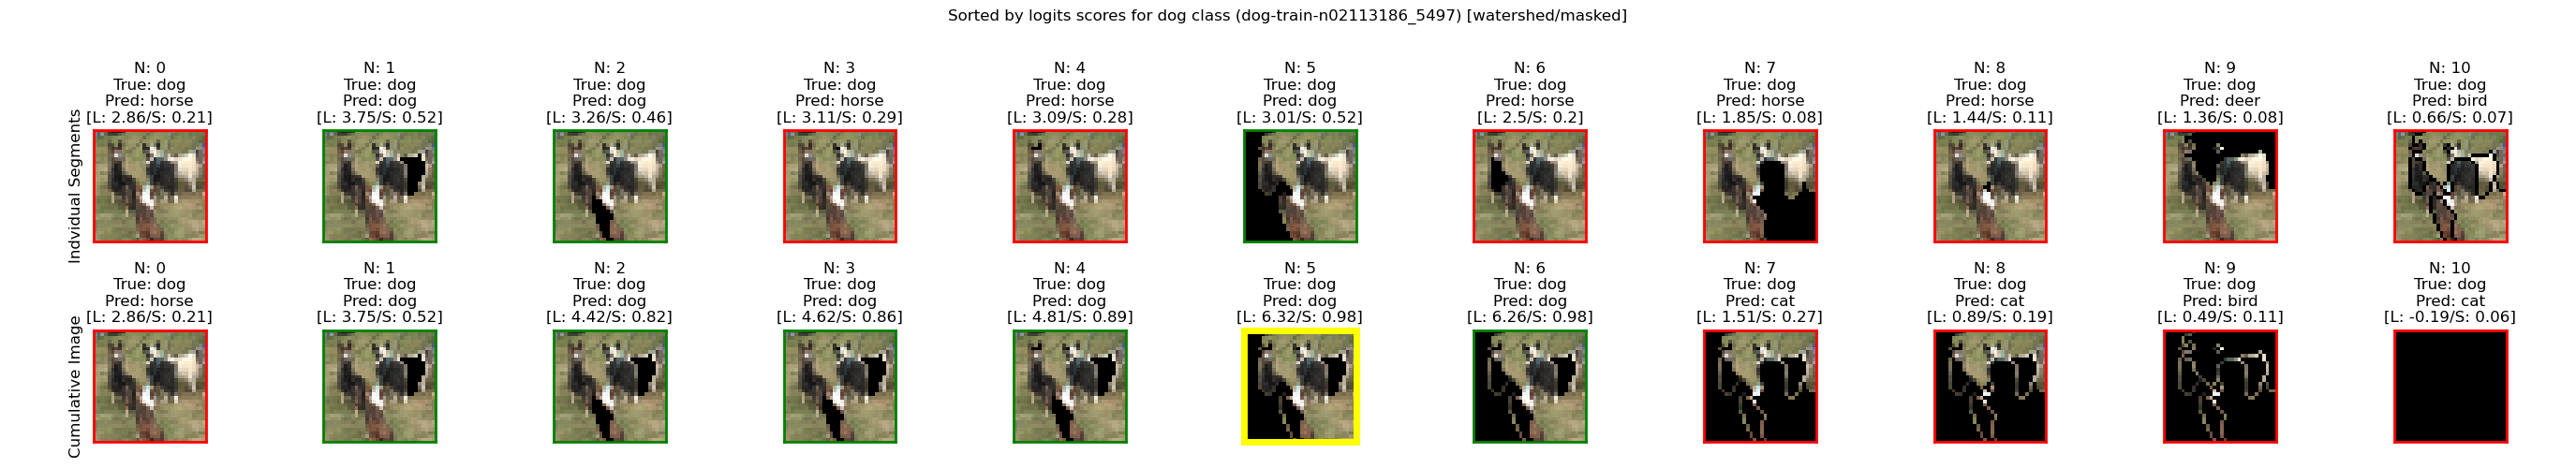 Sorted by logits scores for dog class (dog-train-n02113186_5497) [watershed/masked]
Indvidual Segments
N: 0
True: dog
Pred: horse
[L: 2.86/S: 0.21]
N: 1
True: dog
Pred: dog
[L: 3.75/S: 0.52]
N: 2
True: dog
Pred: dog
[L: 3.26/S: 0.46]
N: 3
True: dog
Pred: horse
[L: 3.11/S: 0.29]
N: 4
True: dog
Pred: horse
[L: 3.09/S: 0.28]
N: 5
True: dog
Pred: dog
[L: 3.01/S: 0.52]
N: 6
True: dog
Pred: horse
[L: 2.5/S: 0.2]
N: 7
True: dog
Pred: horse
[L: 1.85/S: 0.08]
N: 8
True: dog
Pred: horse
[L: 1.44/S: 0.11]
N: 9
True: dog
Pred: deer
[L: 1.36/S: 0.08]
N: 10
True: dog
Pred: bird
[L: 0.66/S: 0.07]
Cumulative Image
N: 0
True: dog
Pred: horse
[L: 2.86/S: 0.21]
N: 1
True: dog
Pred: dog
[L: 3.75/S: 0.52]
N: 2
True: dog
Pred: dog
[L: 4.42/S: 0.82]
N: 3
True: dog
Pred: dog
[L: 4.62/S: 0.86]
N: 4
True: dog
Pred: dog
[L: 4.81/S: 0.89]
N: 5
True: dog
Pred: dog
[L: 6.32/S: 0.98]
N: 6
True: dog
Pred: dog
[L: 6.26/S: 0.98]
N: 7
True: dog
Pred: cat
[L: 1.51/S: 0.27]
N: 8
True: dog
Pred: cat
[L: 0.89/S: 0.19]
N: 9
True: dog
Pred: bird
[L: 0.49/S: 0.11]
N: 10
True: dog
Pred: cat
[L: -0.19/S: 0.06]